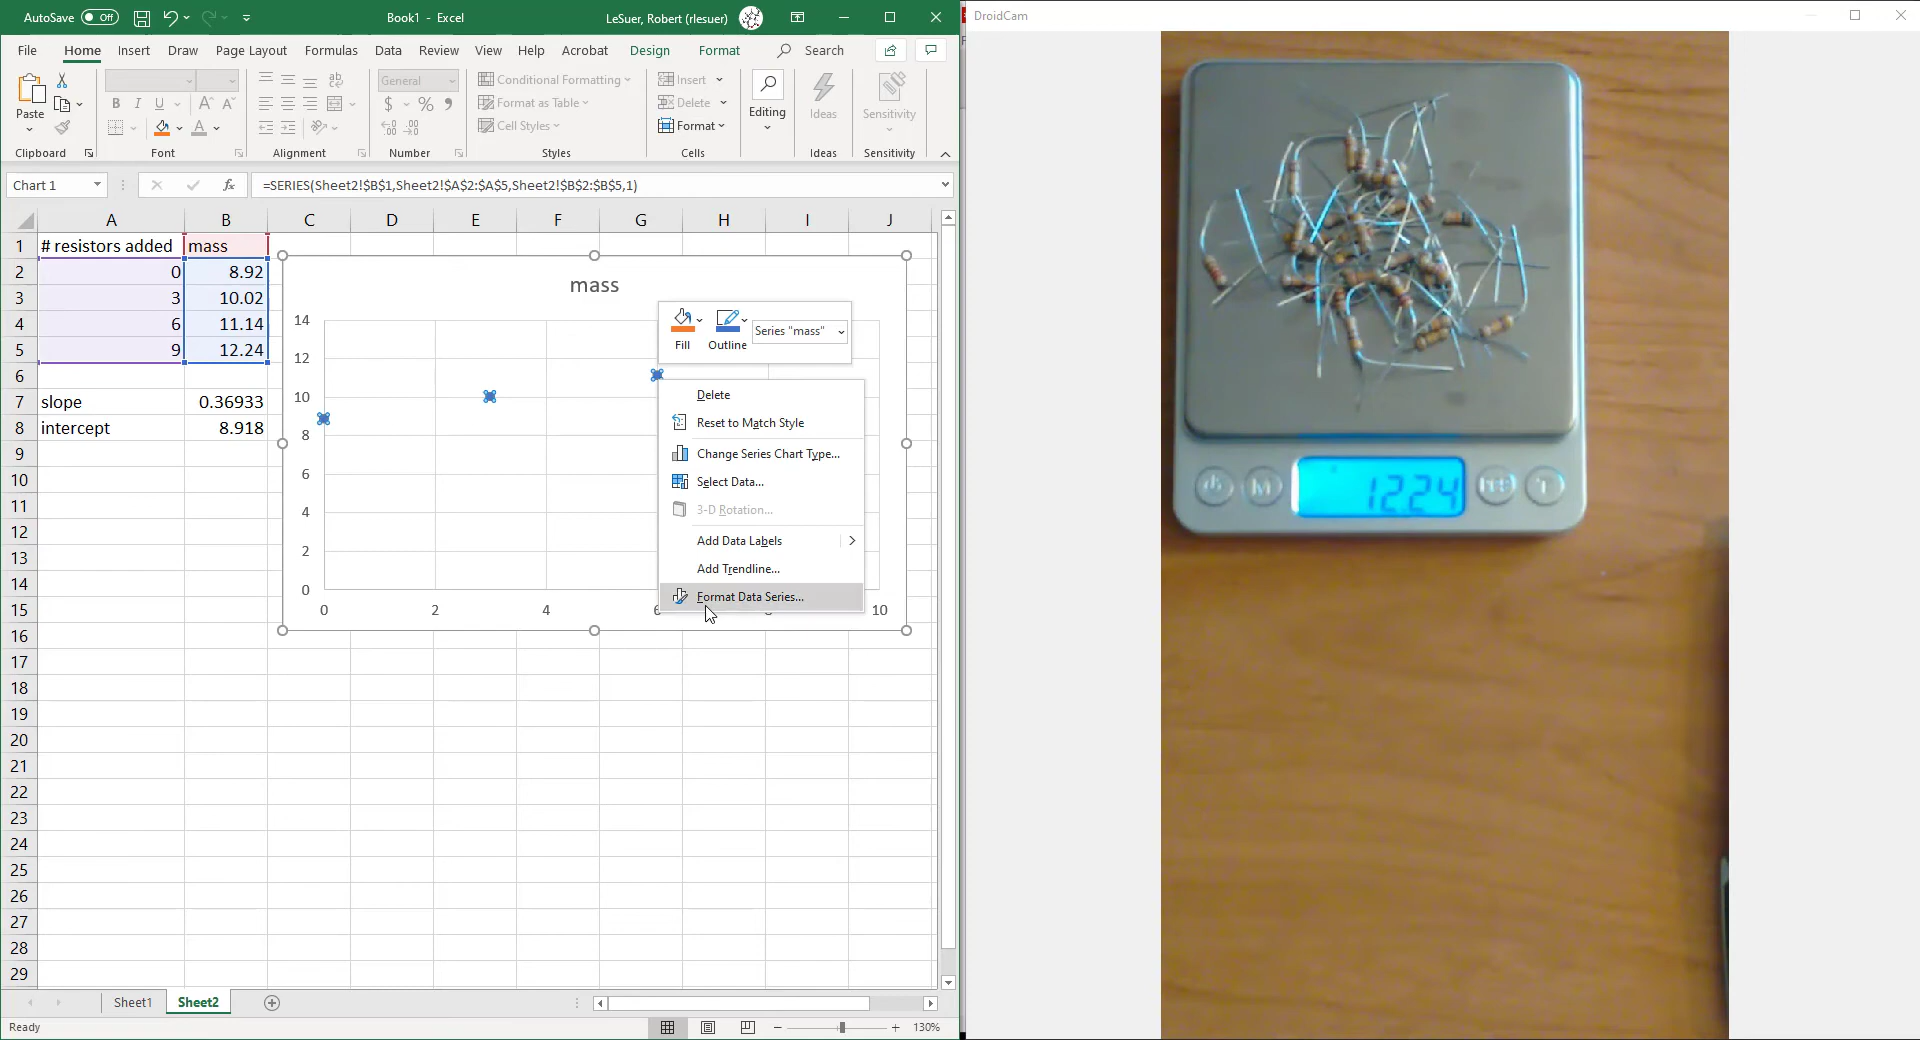 AutoSave Off Book1 - Excel LeSuer, Robert (rlesuer)
File Home Insert Draw Page Layout Formulas Data Review View Help Acrobat Design Format Search
Paste
Clipboard
B I U A A A
Font
Alignment
General
$ % 9
Number
Conditional Formatting
Format as Table
Cell Styles
Styles
Insert
Delete
Format
Cells
Editing
Ideas
Ideas
Sensitivity
Sensitivity
Chart 1 fx =SERIES(Sheet2!$B$1,Sheet2!$A$2:$A$5,Sheet2!$B$2:$B$5,1)
A B C D E F G H I J
1 # resistors added mass
2 0 8.92
3 3 10.02
4 6 11.14
5 9 12.24
6
7 slope 0.36933
8 intercept 8.918
9
10
11
12
13
14
15
16
17
18
19
20
21
22
23
24
25
26
27
28
29
mass
14
12
10
8
6
4
2
0
0 2 4 6 10
Fill
Outline
Series "mass"
Delete
Reset to Match Style
Change Series Chart Type...
Select Data...
3-D Rotation...
Add Data Labels
Add Trendline...
Format Data Series...
Sheet1 Sheet2
Ready 130%
DroidCam
M 12.24 T